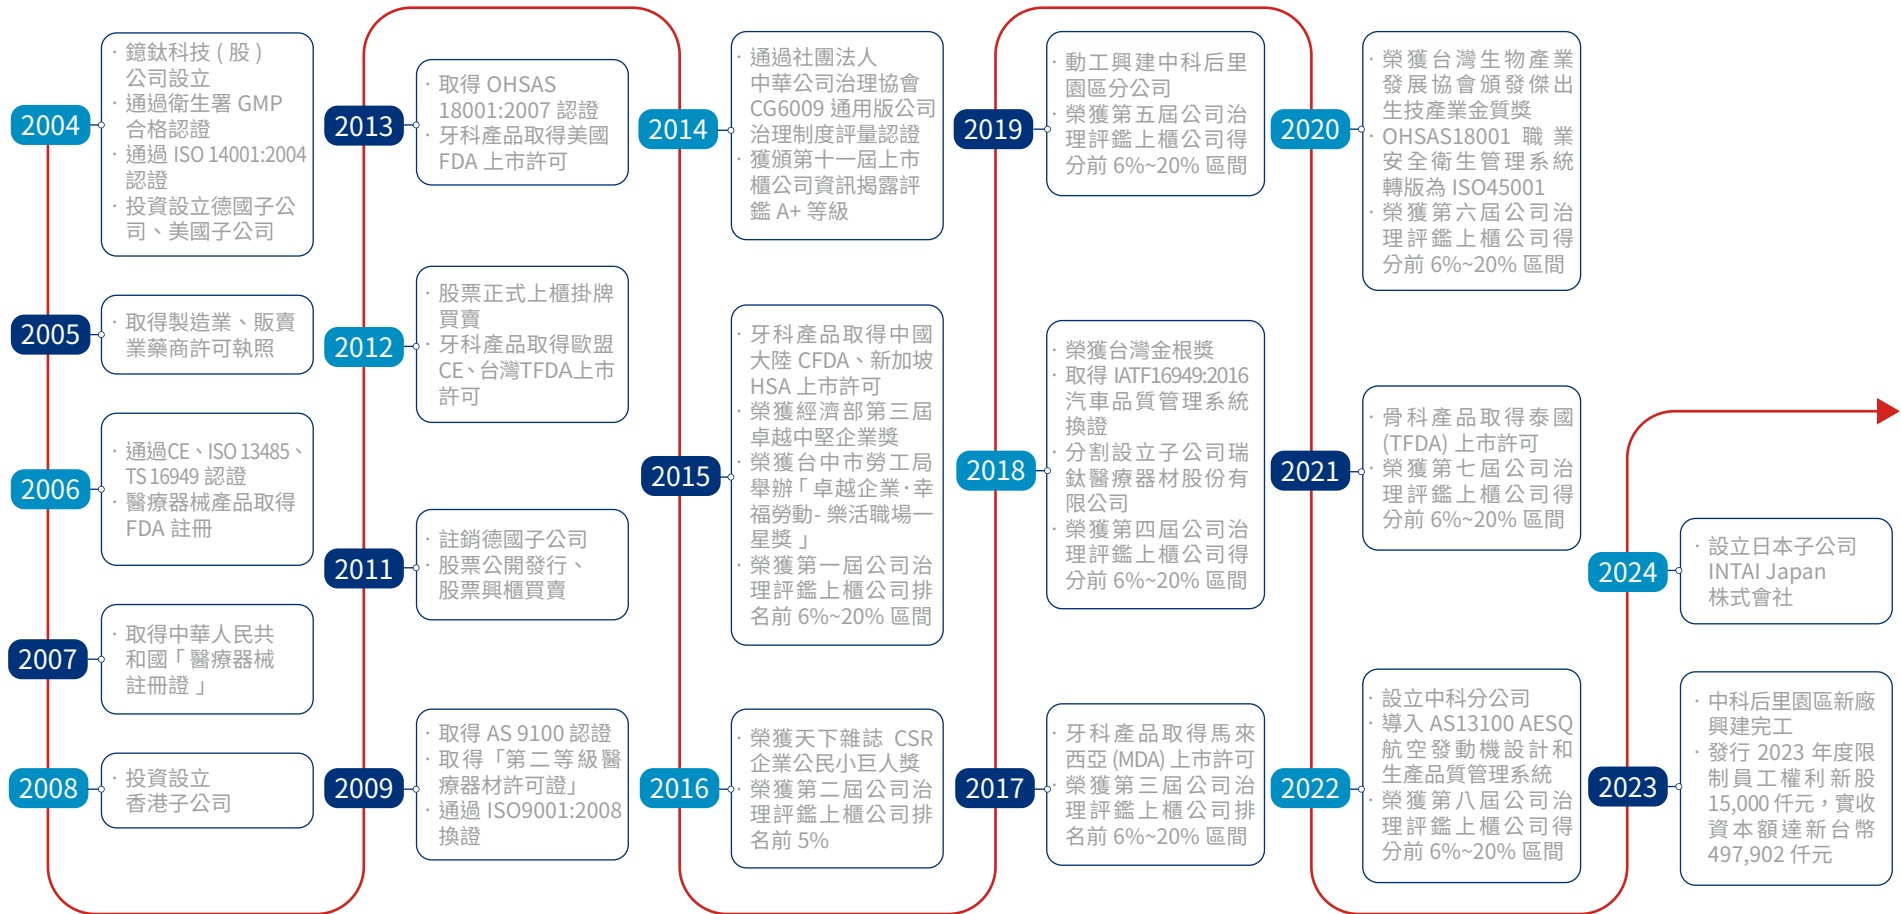 2004
· 鐿鈦科技 ( 股 )
公司設立
· 通過衛生署 GMP
合格認證
· 通過 ISO 14001:2004
認證
· 投資設立德國子公
司、美國子公司
2005
· 取得製造業、販賣
業藥商許可執照
2006
· 通過CE、ISO 13485、
TS 16949 認證
· 醫療器械產品取得
FDA 註冊
2007
· 取得中華人民共
和國「 醫療器械
註冊證 」
2008
· 投資設立
香港子公司
2009
· 取得 AS 9100 認證
· 取得「第二等級醫
療器材許可證」
· 通過 ISO9001:2008
換證
2011
· 註銷德國子公司
· 股票公開發行、
股票興櫃買賣
2012
· 股票正式上櫃掛牌
買賣
· 牙科產品取得歐盟
CE、台灣TFDA上市
許可
2013
· 取得 OHSAS
18001:2007 認證
· 牙科產品取得美國
FDA 上市許可
2014
· 通過社團法人
中華公司治理協會
CG6009 通用版公司
治理制度評量認證
· 獲頒第十一屆上市
櫃公司資訊揭露評
鑑 A+ 等級
2015
· 牙科產品取得中國
大陸 CFDA、新加坡
HSA 上市許可
· 榮獲經濟部第三屆
卓越中堅企業獎
· 榮獲台中市勞工局
舉辦「卓越企業·幸
福勞動- 樂活職場一
星獎 」
· 榮獲第一屆公司治
理評鑑上櫃公司排
名前 6%~20% 區間
2016
· 榮獲天下雜誌 CSR
企業公民小巨人獎
· 榮獲第二屆公司治
理評鑑上櫃公司排
名前 5%
2017
· 牙科產品取得馬來
西亞 (MDA) 上市許可
· 榮獲第三屆公司治
理評鑑上櫃公司排
名前 6%~20% 區間
2018
· 榮獲台灣金根獎
· 取得 IATF16949:2016
汽車品質管理系統
換證
· 分割設立子公司瑞
鈦醫療器材股份有
限公司
· 榮獲第四屆公司治
理評鑑上櫃公司得
分前 6%~20% 區間
2019
· 動工興建中科后里
園區分公司
· 榮獲第五屆公司治
理評鑑上櫃公司得
分前 6%~20% 區間
2020
· 榮獲台灣生物產業
發展協會頒發傑出
生技產業金質獎
· OHSAS18001 職業
安全衛生管理系統
轉版為 ISO45001
· 榮獲第六屆公司治
理評鑑上櫃公司得
分前 6%~20% 區間
2021
· 骨科產品取得泰國
(TFDA) 上市許可
· 榮獲第七屆公司治
理評鑑上櫃公司得
分前 6%~20% 區間
2022
· 設立中科分公司
· 導入 AS13100 AESQ
航空發動機設計和
生產品質管理系統
· 榮獲第八屆公司治
理評鑑上櫃公司得
分前 6%~20% 區間
2023
· 中科后里園區新廠
興建完工
· 發行 2023 年度限
制員工權利新股
15,000 仟元，實收
資本額達新台幣
497,902 仟元
2024
· 設立日本子公司
INTAI Japan
株式會社